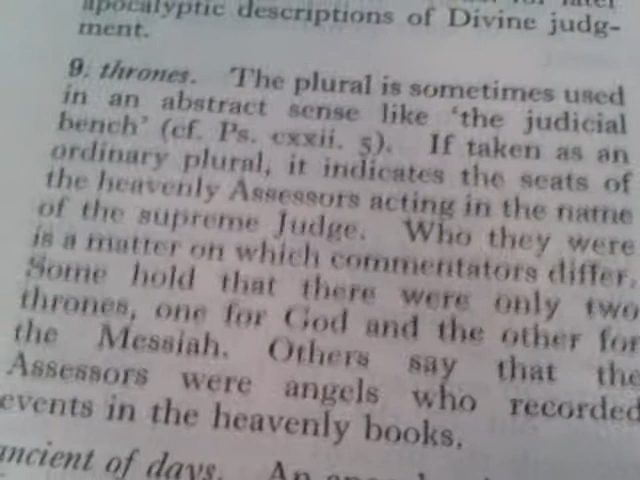 apocalyptic descriptions of Divine judg-
ment.
9. thrones. The plural is sometimes used
in an abstract sense like 'the judicial
bench' (cf. Ps. cxxii. 5). If taken as an
ordinary plural, it indicates the seats of
the heavenly Assessors acting in the name
of the supreme Judge. Who they were
is a matter on which commentators differ.
Some hold that there were only two
thrones, one for God and the other for
the Messiah. Others say that the
Assessors were angels who recorded
events in the heavenly books.
ancient of days. An